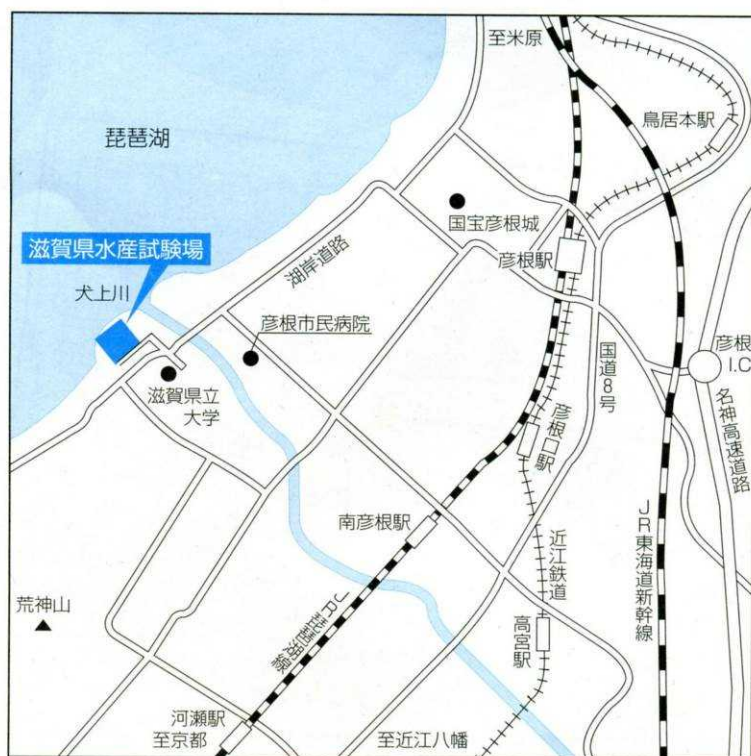 至米原
鳥居本駅
琵琶湖
国宝彦根城
滋賀県水産試験場
湖岸道路
彦根駅
犬上川
彦根市民病院
国道8号
彦根
I.C
滋賀県立
大学
彦根口駅
名神高速道路
南彦根駅
近江鉄道
JR東海道新幹線
荒神山
JR琵琶湖線
高宮駅
河瀬駅
至京都
至近江八幡